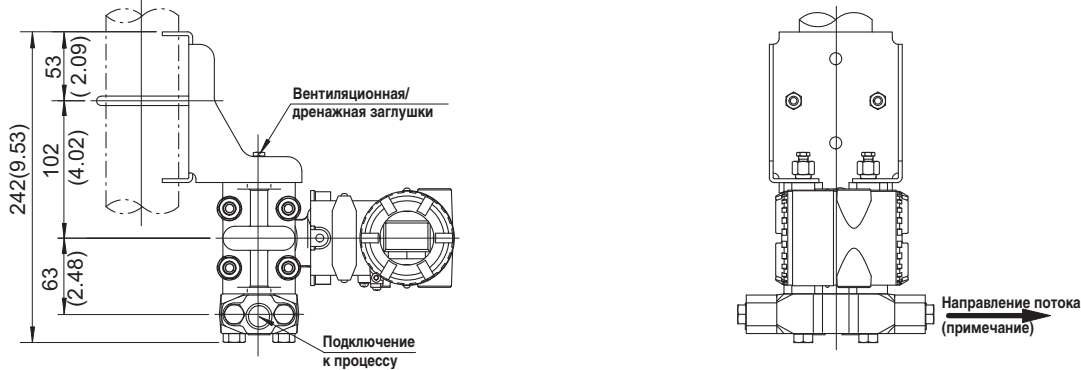 242(9.53)
53
( 2.09)
102
(4.02)
63
(2.48)
Вентиляционная/
дренажная заглушки
Подключение
к процессу
Направление потока
(примечание)